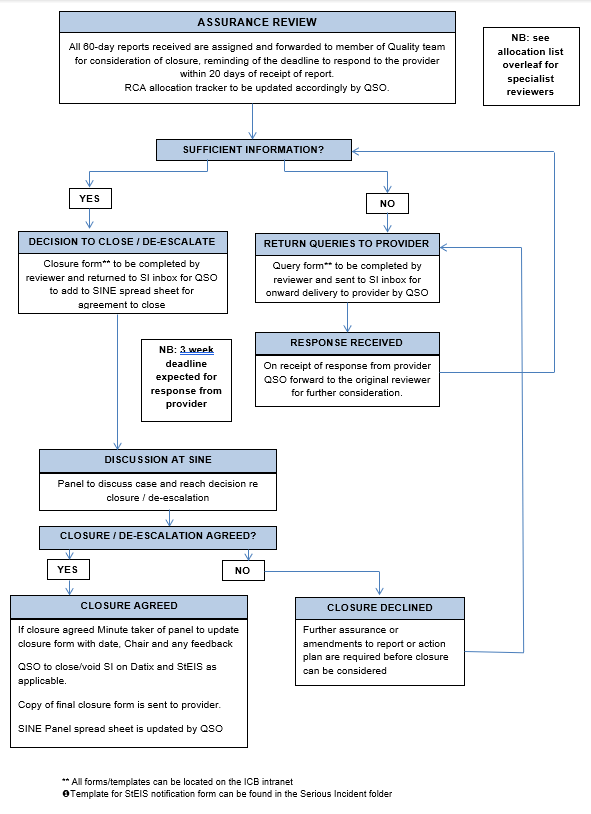 ASSURANCE REVIEW
All 60-day reports received are assigned and forwarded to member of Quality team
for consideration of closure, reminding of the deadline to respond to the provider
within 20 days of receipt of report.
RCA allocation tracker to be updated accordingly by QSO.
NB: see
allocation list
overleaf for
specialist
reviewers
SUFFICIENT INFORMATION?
YES
NO
DECISION TO CLOSE / DE-ESCALATE
Closure form** to be completed by
reviewer and returned to SI inbox for QSO
to add to SINE spread sheet for
agreement to close
RETURN QUERIES TO PROVIDER
Query form** to be completed by
reviewer and sent to SI inbox for
onward delivery to provider by QSO
RESPONSE RECEIVED
On receipt of response from provider
QSO forward to the original reviewer
for further consideration.
NB: 3 week
deadline
expected for
response from
provider
DISCUSSION AT SINE
Panel to discuss case and reach decision re
closure / de-escalation
CLOSURE / DE-ESCALATION AGREED?
YES
NO
CLOSURE AGREED
If closure agreed Minute taker of panel to update
closure form with date, Chair and any feedback
QSO to close/void SI on Datix and StEIS as
applicable.
Copy of final closure form is sent to provider.
SINE Panel spread sheet is updated by QSO
CLOSURE DECLINED
Further assurance or
amendments to report or action
plan are required before closure
can be considered
** All forms/templates can be located on the ICB intranet
❶Template for StEIS notification form can be found in the Serious Incident folder